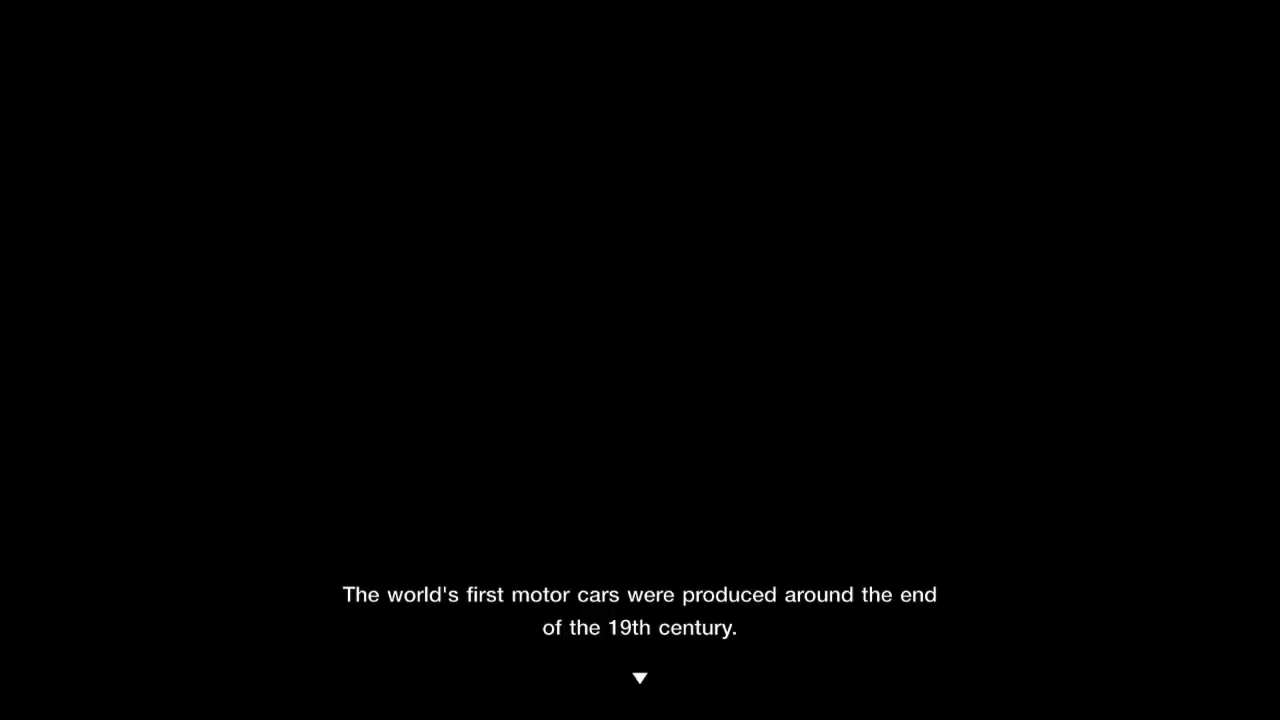 The world's first motor cars were produced around the end
of the 19th century.